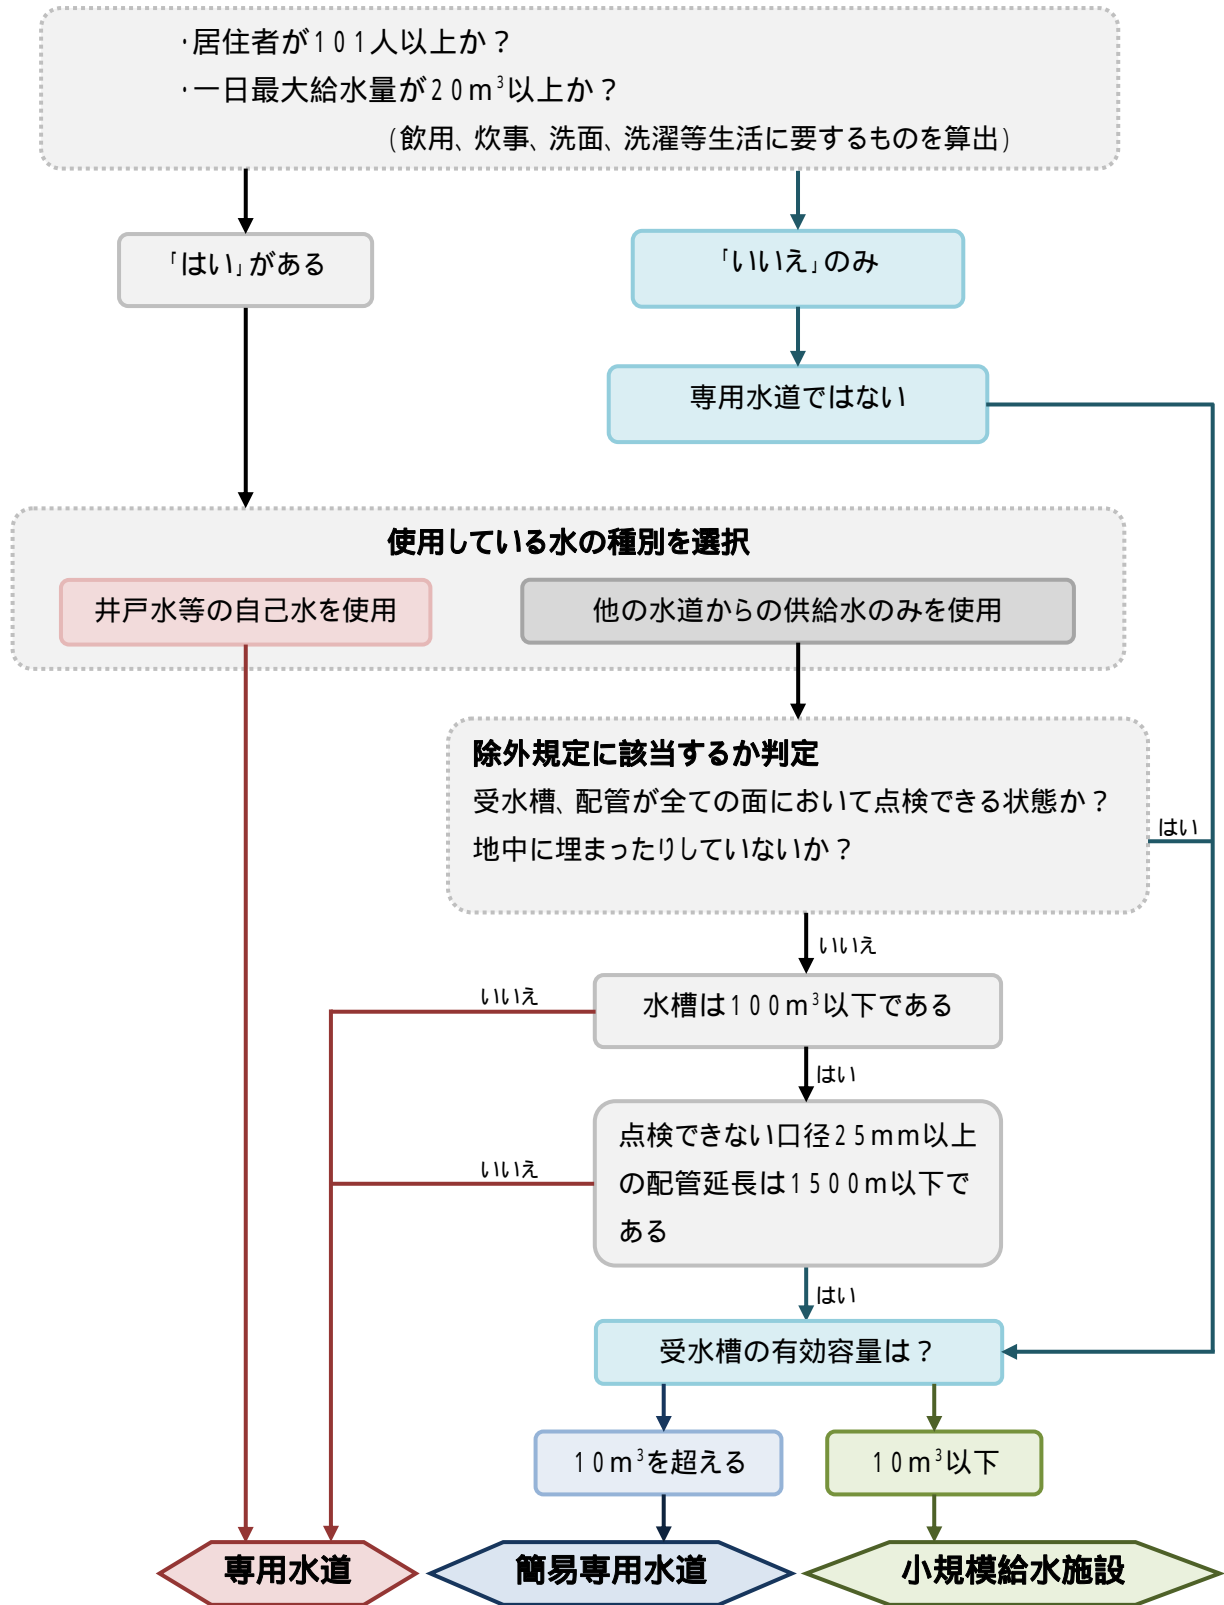 ・居住者が101人以上か？
・一日最大給水量が20m³以上か？
(飲用、炊事、洗面、洗濯等生活に要するものを算出)
「はい」がある
「いいえ」のみ
専用水道ではない
使用している水の種別を選択
井戸水等の自己水を使用
他の水道からの供給水のみを使用
除外規定に該当するか判定
受水槽、配管が全ての面において点検できる状態か？
地中に埋まったりしていないか？
はい
いいえ
水槽は100m³以下である
いいえ
はい
点検できない口径25mm以上
の配管延長は1500m以下で
ある
いいえ
はい
受水槽の有効容量は？
10m³を超える
10m³以下
専用水道
簡易専用水道
小規模給水施設